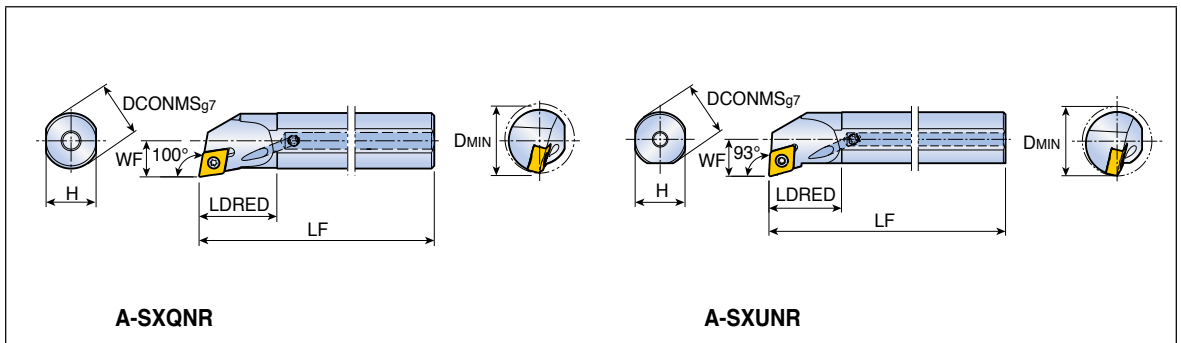 DCONMSg7
WF
100°
H
LDRED
LF
DMIN
A-SXQNR
DCONMSg7
WF
93°
H
LDRED
LF
DMIN
A-SXUNR